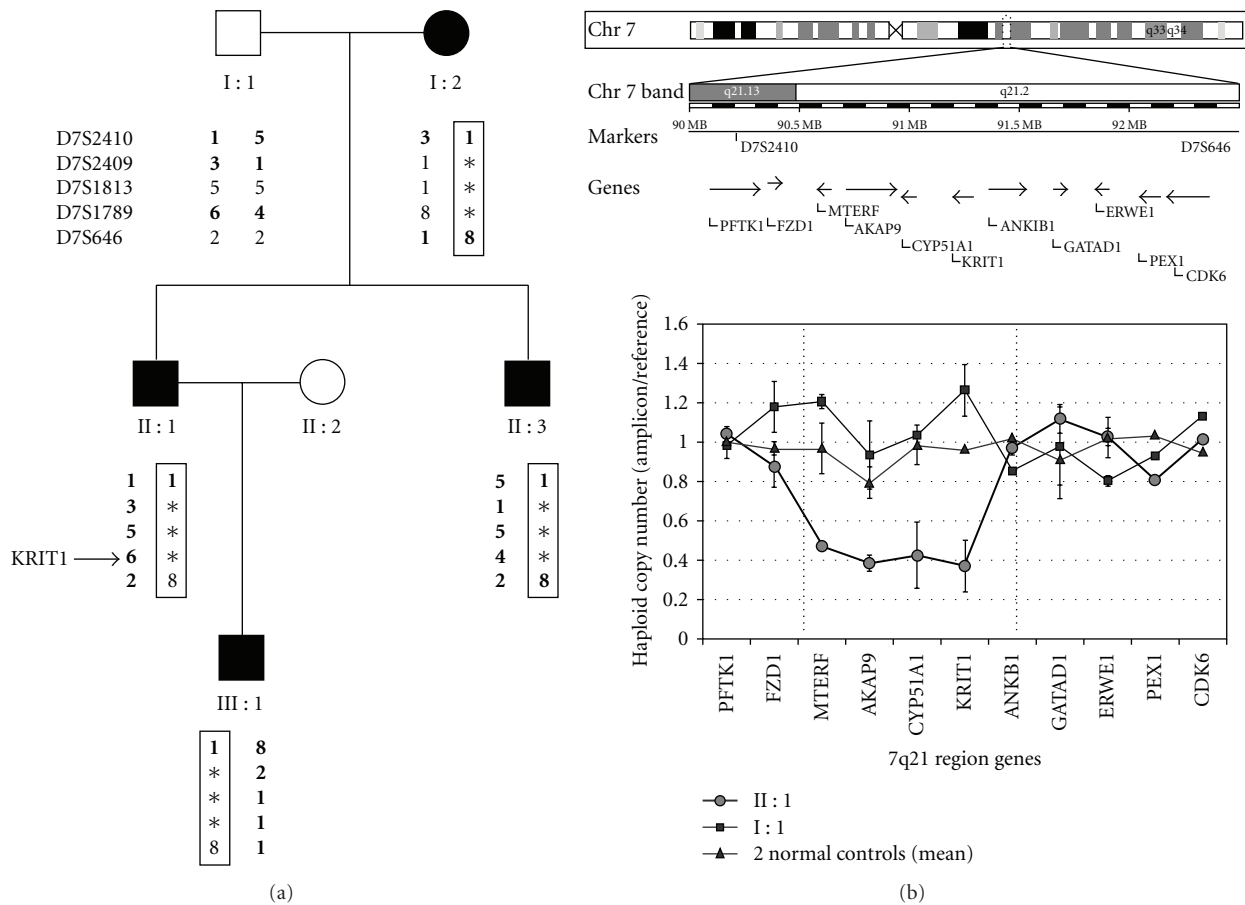 I : 1
I : 2
D7S2410 1 5 3 1
D7S2409 3 1 1 *
D7S1813 5 5 1 *
D7S1789 6 4 8 *
D7S646 2 2 1 8
II : 1
II : 2
II : 3
1 1 5 1
3 * 1 *
5 * 5 *
KRIT1 6 * 4 *
2 8 2 8
III : 1
1 8
* 2
* 1
* 1
8 1
(a)
Chr 7
q33 q34
Chr 7 band
q21.13
q21.2
90 MB 90.5 MB 91 MB 91.5 MB 92 MB
Markers
D7S2410
D7S646
Genes
PFTK1
FZD1
MTERF
AKAP9
CYP51A1
KRIT1
ANKIB1
GATAD1
ERWE1
PEX1
CDK6
Haploid copy number (amplicon/reference)
1.6
1.4
1.2
1
0.8
0.6
0.4
0.2
0
PFTK1
FZD1
MTERF
AKAP9
CYP51A1
KRIT1
ANKB1
GATAD1
ERWE1
PEX1
CDK6
7q21 region genes
II : 1
I : 1
2 normal controls (mean)
(b)